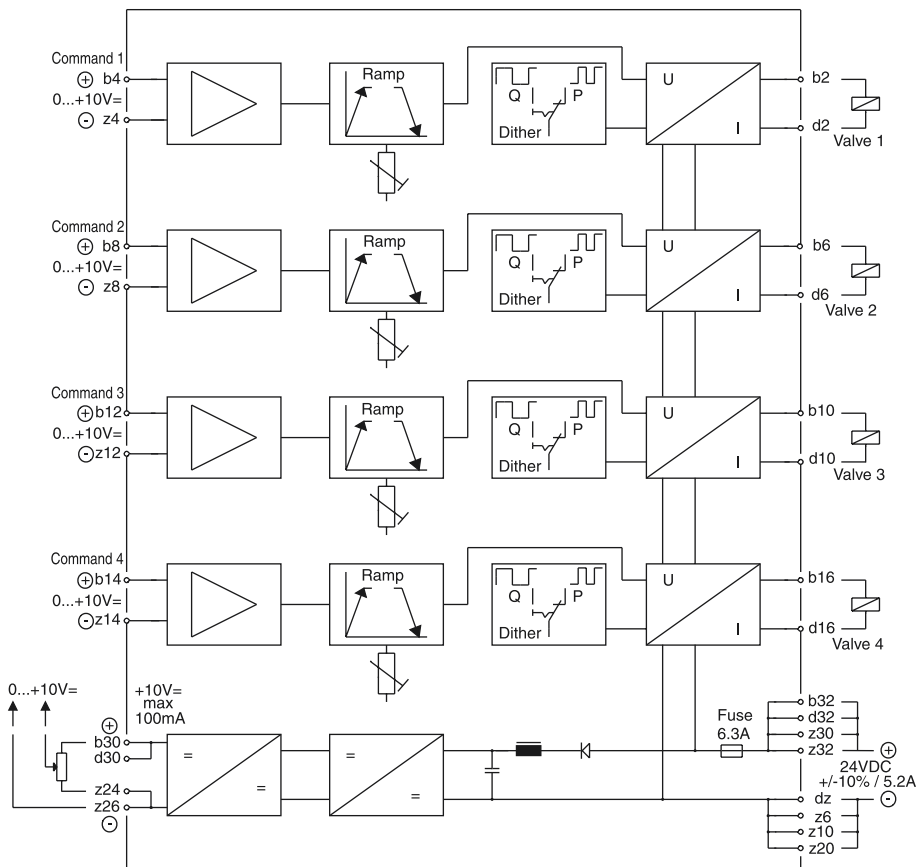 Command 1
⊕ b4
0...+10V=
⊖ z4
Ramp
Q P
Dither
U
I
b2
d2
Valve 1
Command 2
⊕ b8
0...+10V=
⊖ z8
Ramp
Q P
Dither
U
I
b6
d6
Valve 2
Command 3
⊕ b12
0...+10V=
⊖ z12
Ramp
Q P
Dither
U
I
b10
d10
Valve 3
Command 4
⊕ b14
0...+10V=
⊖ z14
Ramp
Q P
Dither
U
I
b16
d16
Valve 4
0...+10V=
+10V=
max
100mA
⊕
b30
d30
z24
z26
⊖
=
=
=
=
Fuse
6.3A
b32
d32
z30
z32 ⊕
24VDC
+/-10% / 5.2A
dz ⊖
z6
z10
z20